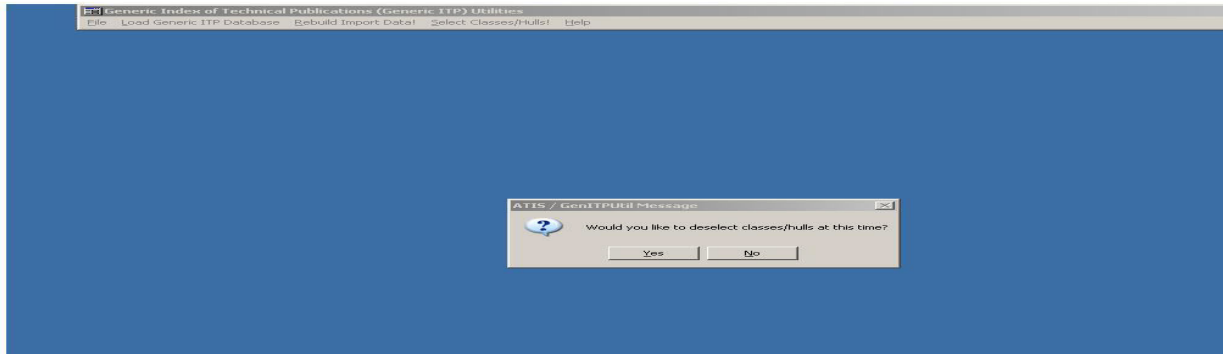 Generic Index of Technical Publications (Generic ITP) Utilities
File Load Generic ITP Database Rebuild Import Data! Select Classes/Hulls! Help
ATIS / GenITPUtil Message
Would you like to deselect classes/hulls at this time?
Yes No